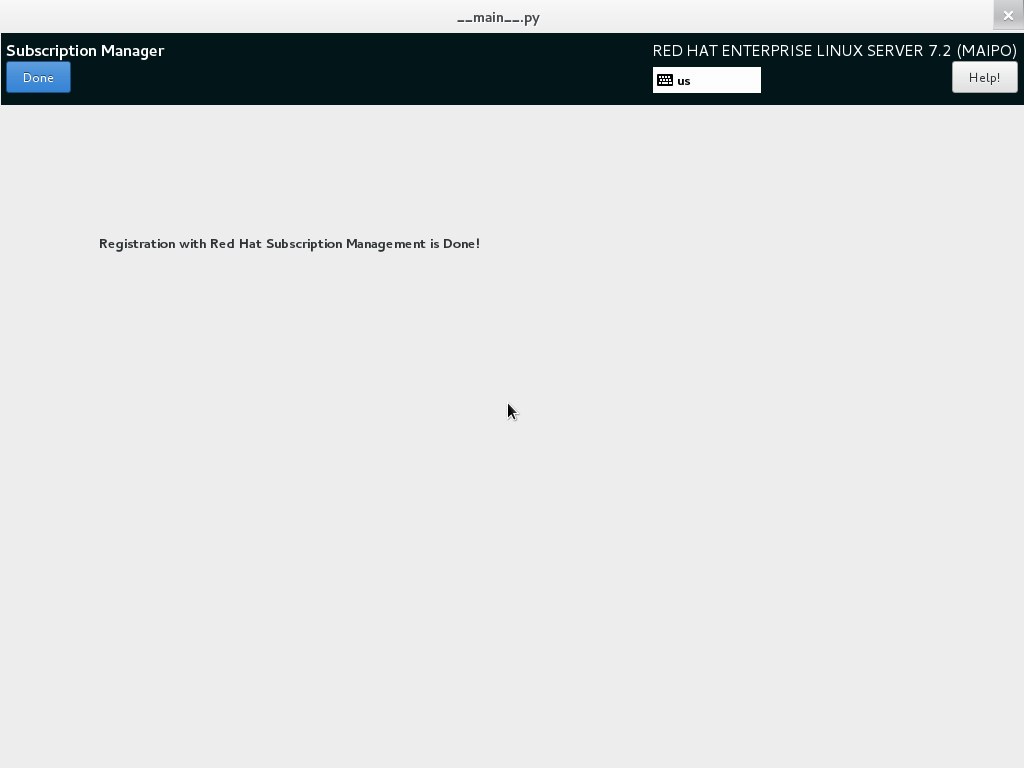 __main__.py
Subscription Manager
RED HAT ENTERPRISE LINUX SERVER 7.2 (MAIPO)
Done
us
Help!
Registration with Red Hat Subscription Management is Done!